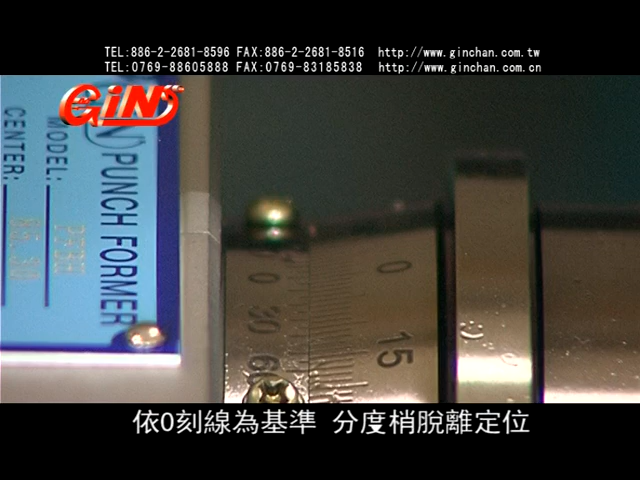 TEL:886-2-2681-8596 FAX:886-2-2681-8516 http://www.ginchan.com.tw
TEL:0769-88605888 FAX:0769-83185838 http://www.ginchan.com.cn
GiN
PUNCH FORMER
MODEL:
CENTER:
0
30
0
15
依0刻線為基準 分度梢脫離定位